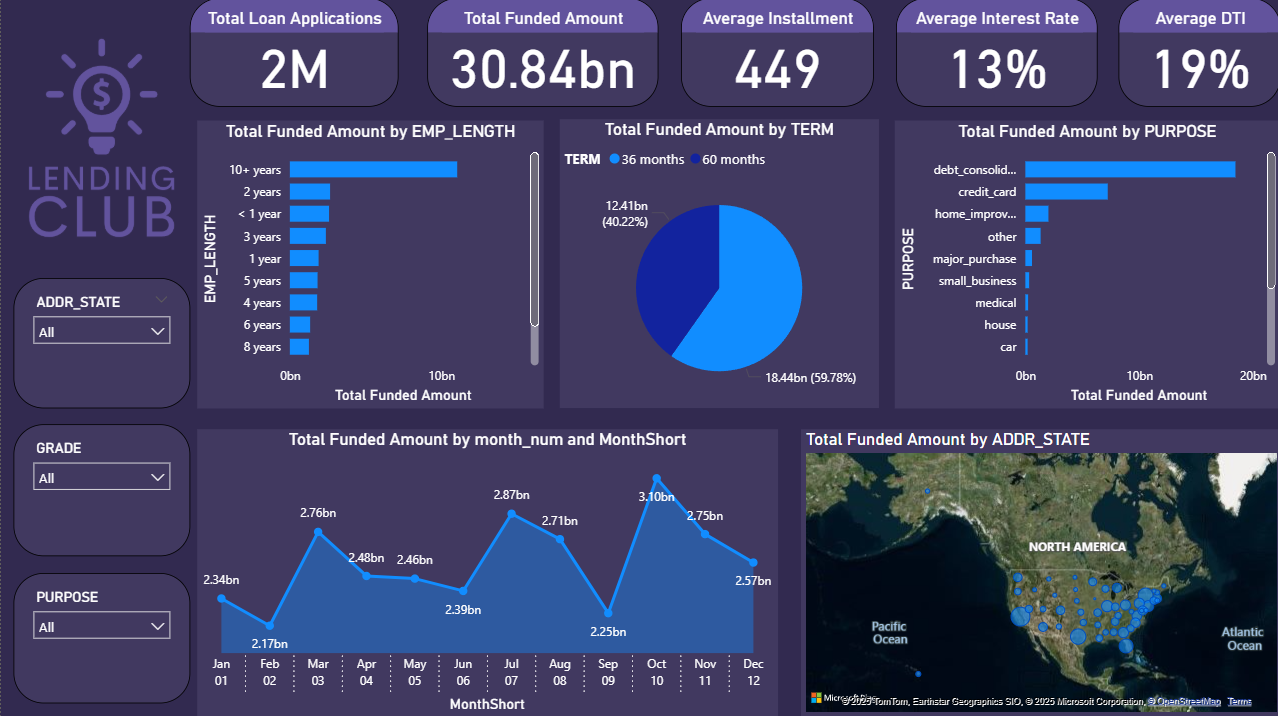 Total Loan Applications
2M
Total Funded Amount
30.84bn
Average Installment
449
Average Interest Rate
13%
Average DTI
19%
$
LENDING
CLUB
ADDR_STATE
All
GRADE
All
PURPOSE
All
Total Funded Amount by EMP_LENGTH
EMP_LENGTH
10+ years
2 years
< 1 year
3 years
1 year
5 years
4 years
6 years
8 years
0bn 10bn
Total Funded Amount
Total Funded Amount by TERM
TERM 36 months 60 months
12.41bn
(40.22%)
18.44bn (59.78%)
Total Funded Amount by PURPOSE
PURPOSE
debt_consolid...
credit_card
home_improv...
other
major_purchase
small_business
medical
house
car
0bn 10bn 20bn
Total Funded Amount
Total Funded Amount by month_num and MonthShort
2.34bn
2.17bn
2.76bn
2.48bn
2.46bn
2.39bn
2.87bn
2.71bn
2.25bn
3.10bn
2.75bn
2.57bn
Jan Feb Mar Apr May Jun Jul Aug Sep Oct Nov Dec
01 02 03 04 05 06 07 08 09 10 11 12
MonthShort
Total Funded Amount by ADDR_STATE
NORTH AMERICA
Pacific
Ocean
Atlantic
Ocean
© 2025 TomTom, Earthstar Geographics SIO, © 2025 Microsoft Corporation, © OpenStreetMap Terms